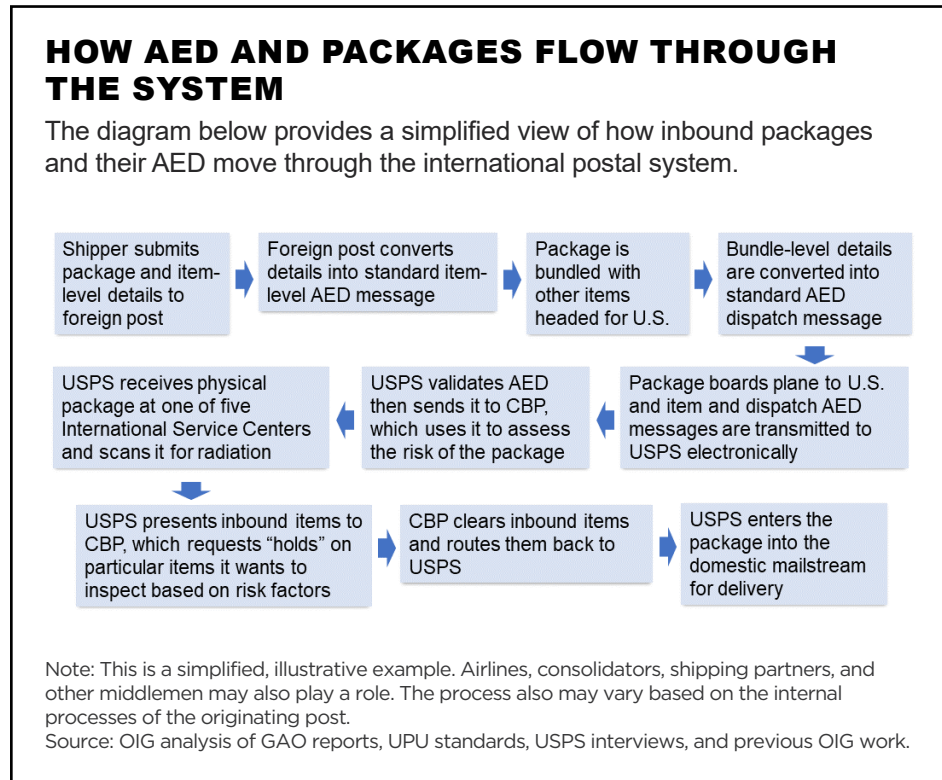 HOW AED AND PACKAGES FLOW THROUGH
THE SYSTEM
The diagram below provides a simplified view of how inbound packages
and their AED move through the international postal system.
Shipper submits
package and item-
level details to
foreign post
Foreign post converts
details into standard item-
level AED message
Package is
bundled with
other items
headed for U.S.
Bundle-level details
are converted into
standard AED
dispatch message
Package boards plane to U.S.
and item and dispatch AED
messages are transmitted to
USPS electronically
USPS validates AED
then sends it to CBP,
which uses it to assess
the risk of the package
USPS receives physical
package at one of five
International Service Centers
and scans it for radiation
USPS presents inbound items to
CBP, which requests “holds” on
particular items it wants to
inspect based on risk factors
CBP clears inbound items
and routes them back to
USPS
USPS enters the
package into the
domestic mailstream
for delivery
Note: This is a simplified, illustrative example. Airlines, consolidators, shipping partners, and
other middlemen may also play a role. The process also may vary based on the internal
processes of the originating post.
Source: OIG analysis of GAO reports, UPU standards, USPS interviews, and previous OIG work.